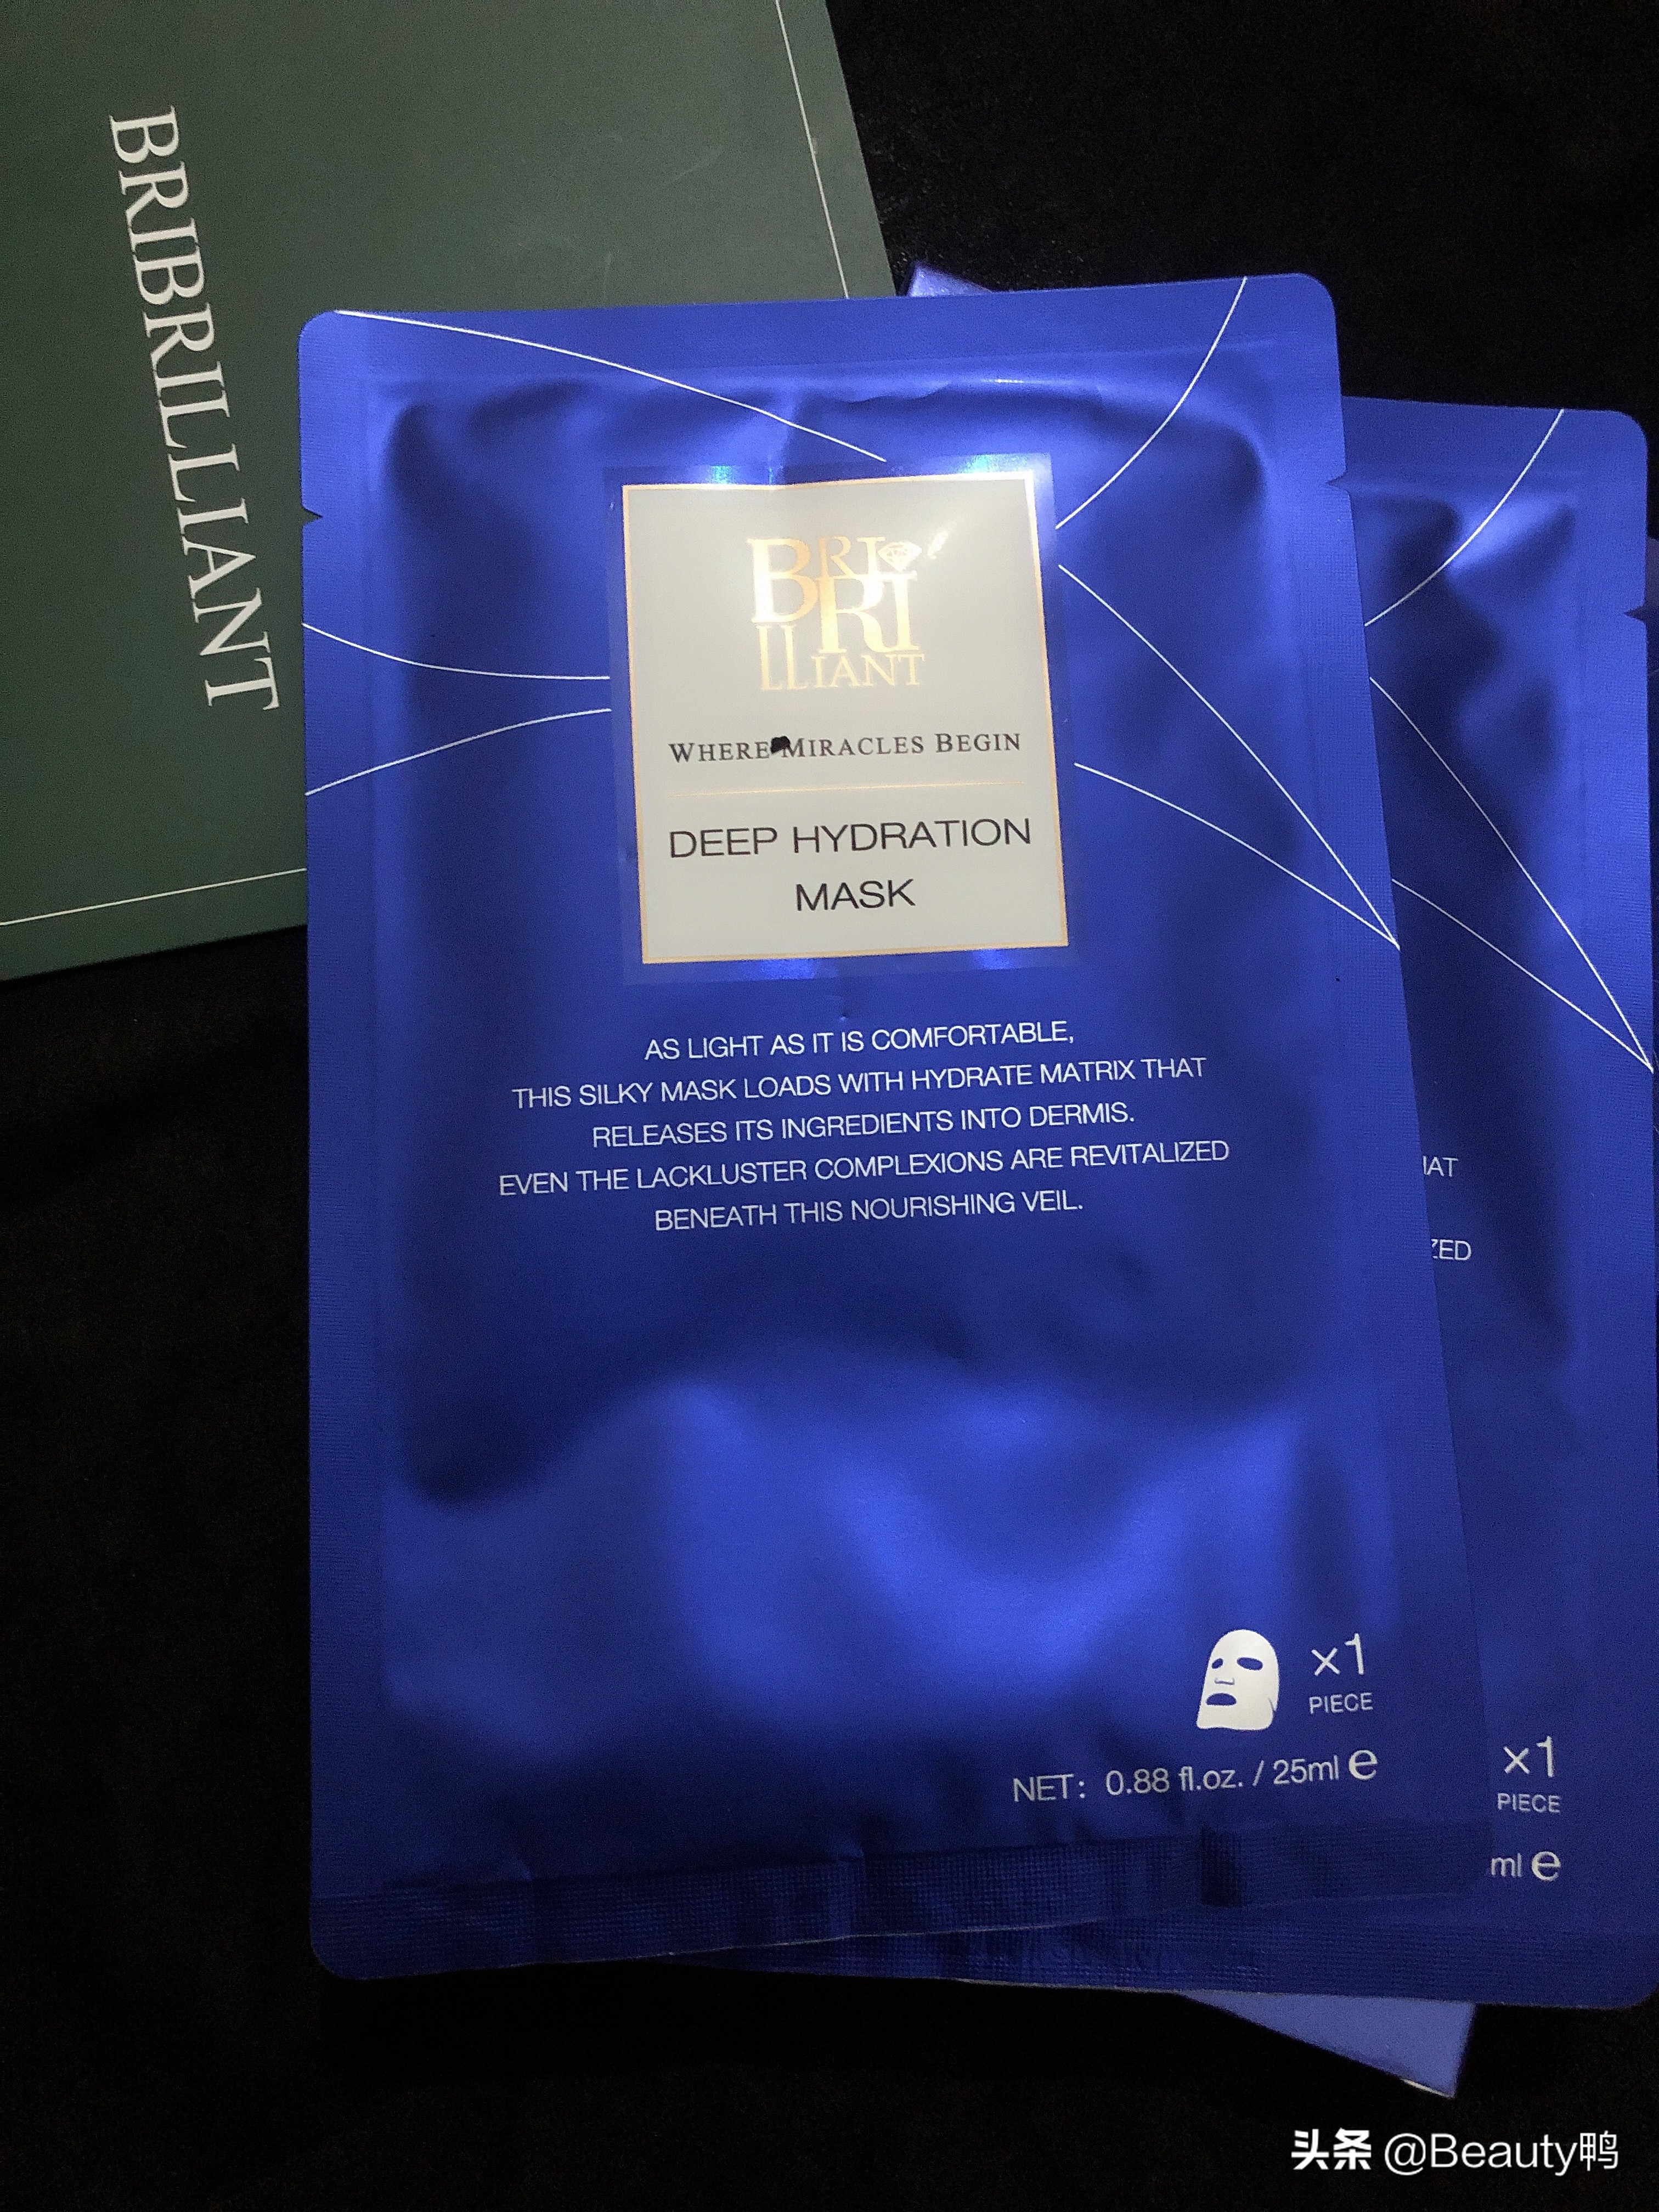 BRIBRILLIANT
BRI
BRI
LLIANT
WHERE MIRACLES BEGIN
DEEP HYDRATION
MASK
AS LIGHT AS IT IS COMFORTABLE,
THIS SILKY MASK LOADS WITH HYDRATE MATRIX THAT
RELEASES ITS INGREDIENTS INTO DERMIS.
EVEN THE LACKLUSTER COMPLEXIONS ARE REVITALIZED
BENEATH THIS NOURISHING VEIL.
x1
PIECE
NET: 0.88 fl.oz. / 25ml e
x1
PIECE
ml e
头条 @Beauty鸭